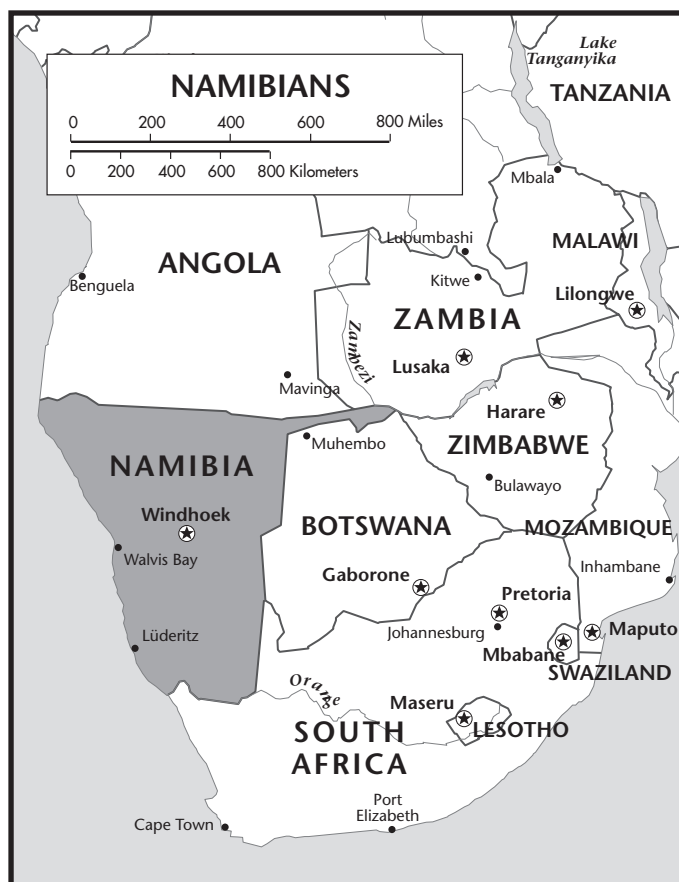 Lake
Tanganyika
TANZANIA
NAMIBIANS
0 200 400 600 800 Miles
0 200 400 600 800 Kilometers
Mbala
Lubumbashi
MALAWI
ANGOLA
Benguela
Kitwe
Lilongwe
ZAMBIA
Zambezi
Lusaka
Mavinga
Harare
Muhembo
ZIMBABWE
NAMIBIA
Bulawayo
Windhoek
BOTSWANA
MOZAMBIQUE
Walvis Bay
Inhambane
Gaborone
Pretoria
Johannesburg
Maputo
Lüderitz
Mbabane
SWAZILAND
Orange
Maseru
SOUTH
AFRICA
LESOTHO
Port
Elizabeth
Cape Town